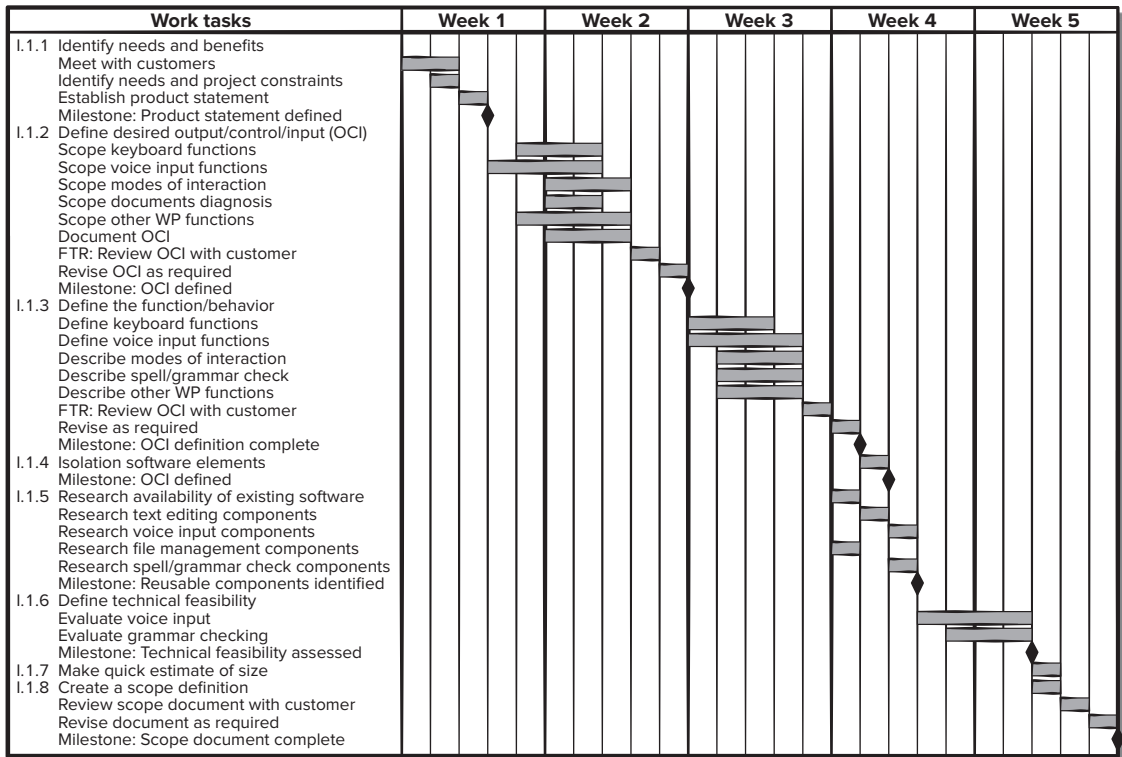 Work tasks Week 1 Week 2 Week 3 Week 4 Week 5
I.1.1 Identify needs and benefits
Meet with customers
Identify needs and project constraints
Establish product statement
Milestone: Product statement defined
I.1.2 Define desired output/control/input (OCI)
Scope keyboard functions
Scope voice input functions
Scope modes of interaction
Scope documents diagnosis
Scope other WP functions
Document OCI
FTR: Review OCI with customer
Revise OCI as required
Milestone: OCI defined
I.1.3 Define the function/behavior
Define keyboard functions
Define voice input functions
Describe modes of interaction
Describe spell/grammar check
Describe other WP functions
FTR: Review OCI with customer
Revise as required
Milestone: OCI definition complete
I.1.4 Isolation software elements
Milestone: OCI defined
I.1.5 Research availability of existing software
Research text editing components
Research voice input components
Research file management components
Research spell/grammar check components
Milestone: Reusable components identified
I.1.6 Define technical feasibility
Evaluate voice input
Evaluate grammar checking
Milestone: Technical feasibility assessed
I.1.7 Make quick estimate of size
I.1.8 Create a scope definition
Review scope document with customer
Revise document as required
Milestone: Scope document complete